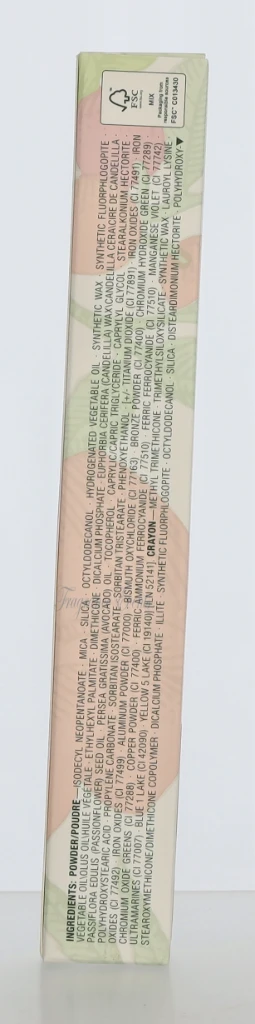 FSC
MIX
Packaging from
responsible sources
FSC® C013430
INGREDIENTS: POWDER/POUDRE—ISODECYL NEOPENTANOATE · MICA · SILICA · OCTYLDODECANOL · HYDROGENATED VEGETABLE OIL · SYNTHETIC WAX · SYNTHETIC FLUORPHLOGOPITE ·
VEGETABLE OIL\OLUS OIL\HUILE VEGETALE · ETHYLHEXYL PALMITATE · DIMETHICONE · DICALCIUM PHOSPHATE · EUPHORBIA CERIFERA (CANDELILLA) WAX\CANDELILLA CERA\CIRE DE CANDELILLA ·
PASSIFLORA EDULIS (PASSIONFLOWER) SEED OIL · PERSEA GRATISSIMA (AVOCADO) OIL · TOCOPHEROL · CAPRYLIC/CAPRIC TRIGLYCERIDE · CAPRYLYL GLYCOL · STEARALKONIUM HECTORITE ·
POLYHYDROXYSTEARIC ACID · PROPYLENE CARBONATE · SORBITAN ISOSTEARATE · SORBITAN TRISTEARATE · PHENOXYETHANOL · [+/- TITANIUM DIOXIDE (CI 77891) · IRON OXIDES (CI 77491) · IRON
OXIDES (CI 77492) · IRON OXIDES (CI 77499) · ALUMINUM POWDER (CI 77000) · BISMUTH OXYCHLORIDE (CI 77163) · BRONZE POWDER (CI 77400) · CHROMIUM HYDROXIDE GREEN (CI 77289) ·
CHROMIUM OXIDE GREENS (CI 77288) · COPPER POWDER (CI 77400) · FERRIC AMMONIUM FERROCYANIDE (CI 77510) · FERRIC FERROCYANIDE (CI 77510) · MANGANESE VIOLET (CI 77742) ·
ULTRAMARINES (CI 77007) · BLUE 1 LAKE (CI 42090) · YELLOW 5 LAKE (CI 19140)] [ILN 52141]. CRAYON—METHYL TRIMETHICONE · TRIMETHYLSILOXYSILICATE · SYNTHETIC WAX · LAUROYL LYSINE ·
STEAROXYMETHICONE/DIMETHICONE COPOLYMER · DICALCIUM PHOSPHATE · ILLITE · SYNTHETIC FLUORPHLOGOPITE · OCTYLDODECANOL · SILICA · DISTEARDIMONIUM HECTORITE · POLYHYDROXY-▼